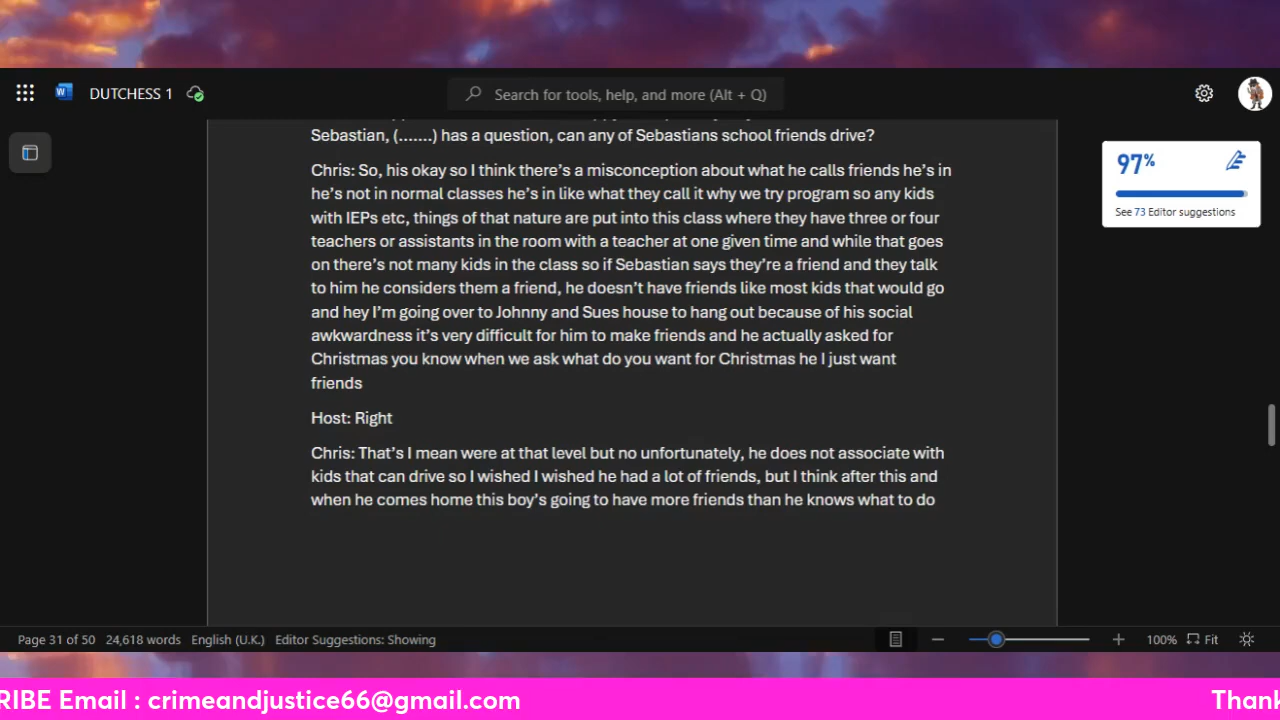 DUTCHESS 1
Search for tools, help, and more (Alt + Q)
Sebastian, (.......) has a question, can any of Sebastians school friends drive?
Chris: So, his okay so I think there's a misconception about what he calls friends he's in
he's not in normal classes he's in like what they call it why we try program so any kids
with IEPs etc, things of that nature are put into this class where they have three or four
teachers or assistants in the room with a teacher at one given time and while that goes
on there's not many kids in the class so if Sebastian says they're a friend and they talk
to him he considers them a friend, he doesn't have friends like most kids that would go
and hey I'm going over to Johnny and Sues house to hang out because of his social
awkwardness it's very difficult for him to make friends and he actually asked for
Christmas you know when we ask what do you want for Christmas he I just want
friends
Host: Right
Chris: That's I mean were at that level but no unfortunately, he does not associate with
kids that can drive so I wished I wished he had a lot of friends, but I think after this and
when he comes home this boy's going to have more friends than he knows what to do
97%
See 73 Editor suggestions
Page 31 of 50 24,618 words English (U.K.) Editor Suggestions: Showing
100% Fit
RIBE Email : crimeandjustice66@gmail.com
Thank